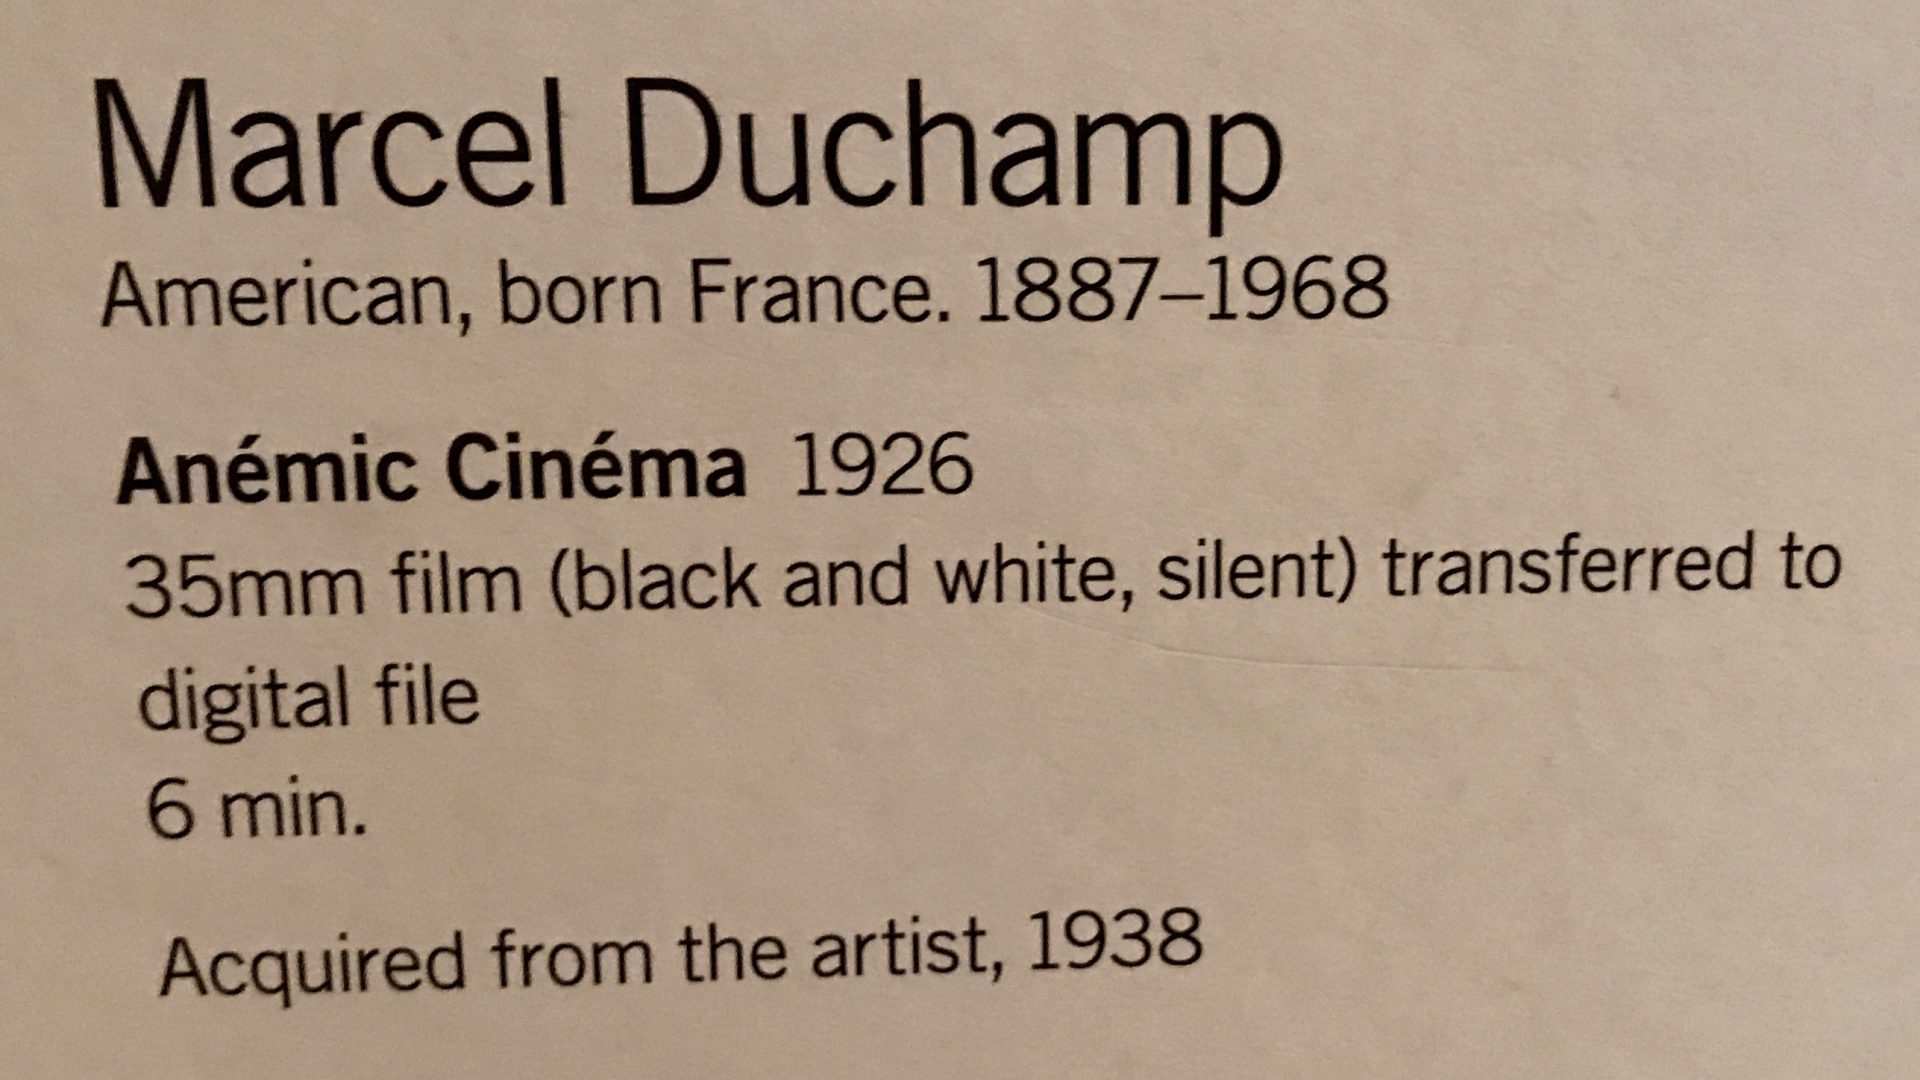 Marcel Duchamp
American, born France. 1887–1968
Anémic Cinéma 1926
35mm film (black and white, silent) transferred to
digital file
6 min.
Acquired from the artist, 1938